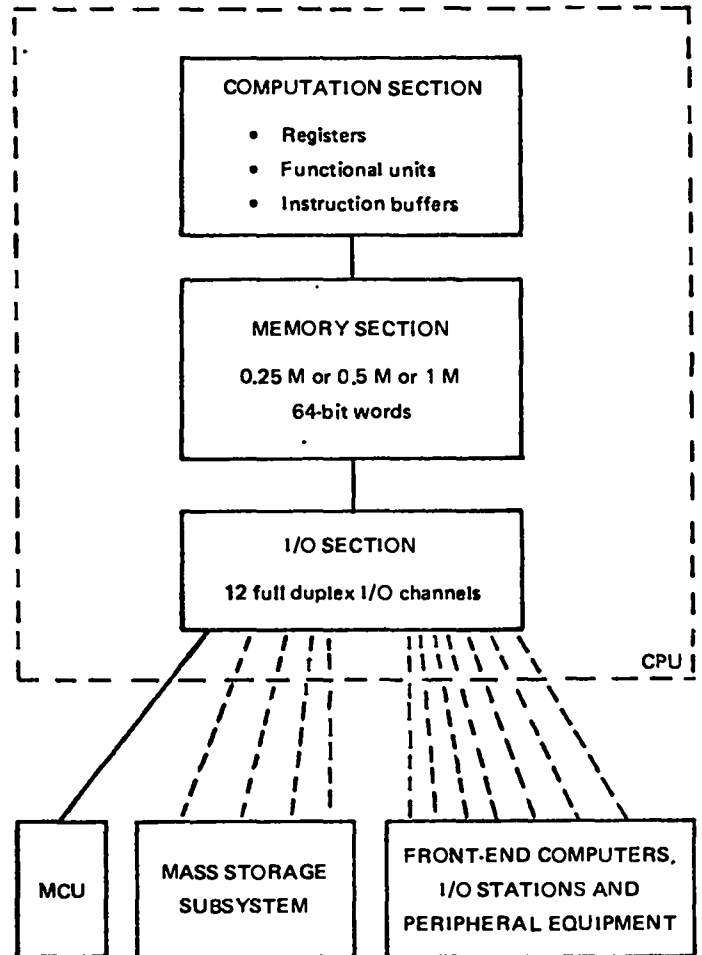 COMPUTATION SECTION
• Registers
• Functional units
• Instruction buffers
MEMORY SECTION
0.25 M or 0.5 M or 1 M
64-bit words
I/O SECTION
12 full duplex I/O channels
CPU
MCU
MASS STORAGE
SUBSYSTEM
FRONT-END COMPUTERS,
I/O STATIONS AND
PERIPHERAL EQUIPMENT